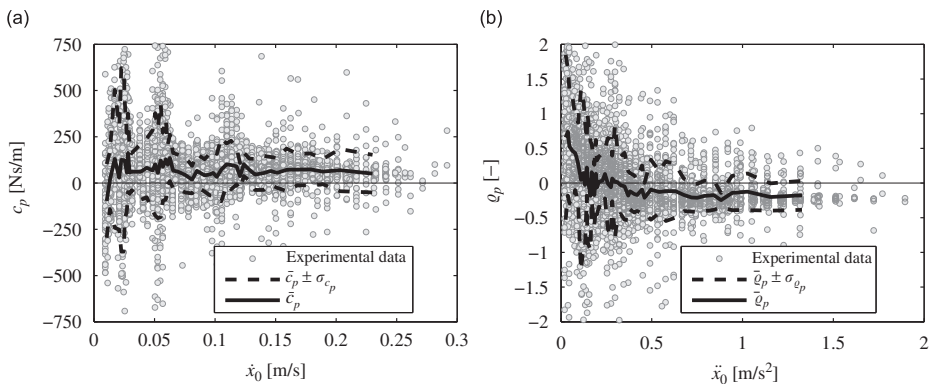 (a)
750
500
250
0
−250
−500
−750
c_p [Ns/m]
0
0.05
0.1
0.15
0.2
0.25
0.3
ẋ₀ [m/s]
Experimental data
c̄_p ± σ_{c_p}
c̄_p
(b)
2
1.5
1
0.5
0
−0.5
−1
−1.5
−2
ϱ_p [-]
0
0.5
1
1.5
2
ẍ₀ [m/s²]
Experimental data
ϱ̄_p ± σ_{ϱ_p}
ϱ̄_p